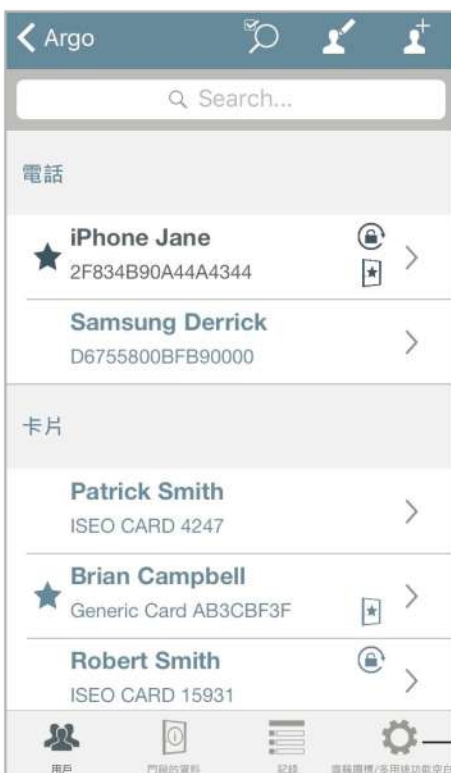 Argo
Search...
電話
iPhone Jane
2F834B90A44A4344
Samsung Derrick
D6755800BFB90000
卡片
Patrick Smith
ISEO CARD 4247
Brian Campbell
Generic Card AB3CBF3F
Robert Smith
ISEO CARD 15931
用戶
記錄